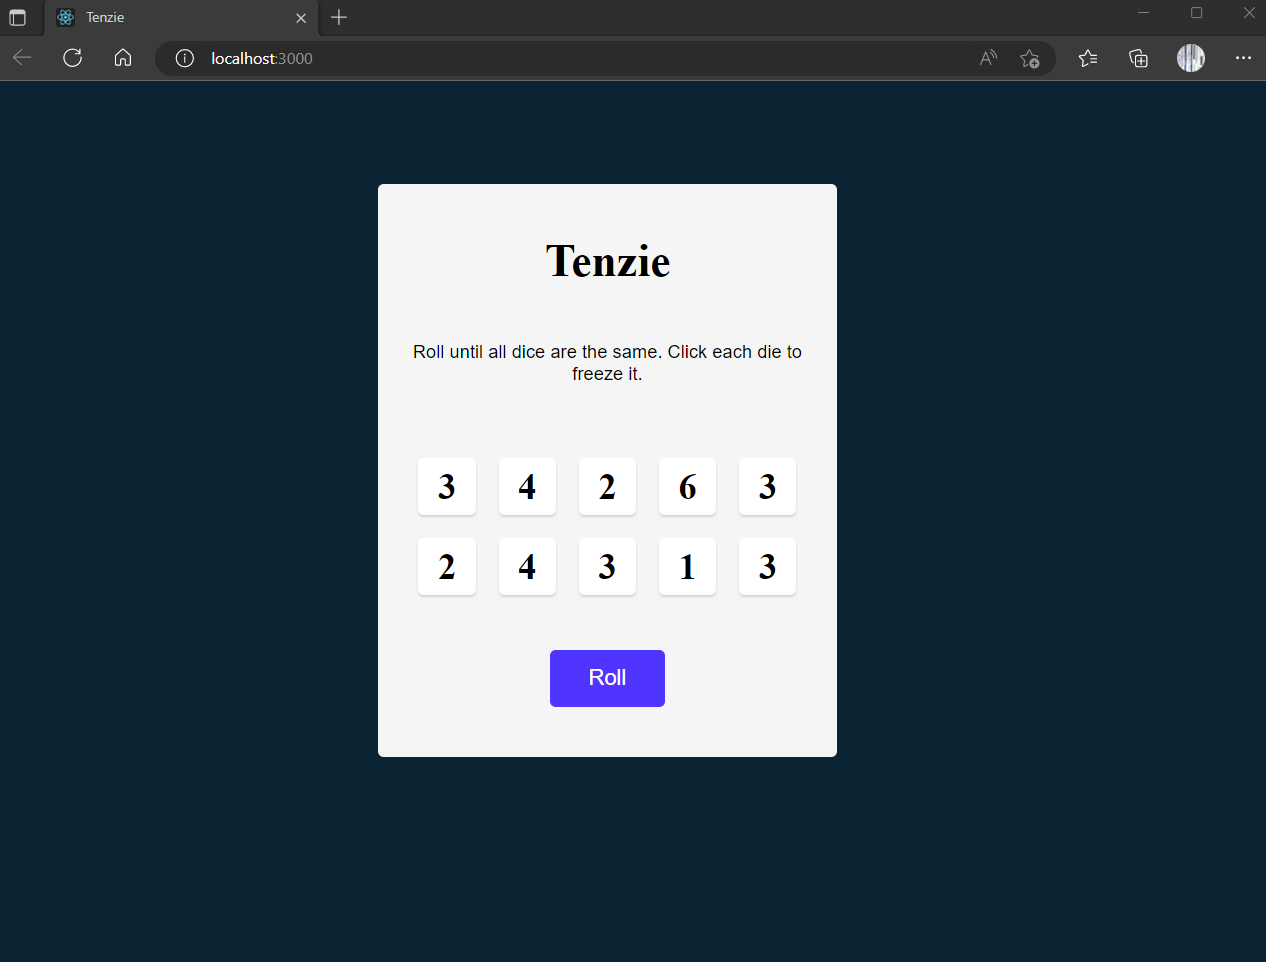 Tenzie
localhost:3000
Tenzie
Roll until all dice are the same. Click each die to
freeze it.
3 4 2 6 3
2 4 3 1 3
Roll